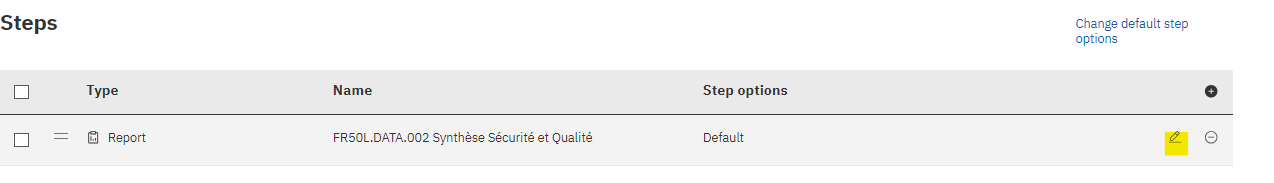 Steps
Change default step
options
Type Name Step options
Report FR50L.DATA.002 Synthèse Sécurité et Qualité Default